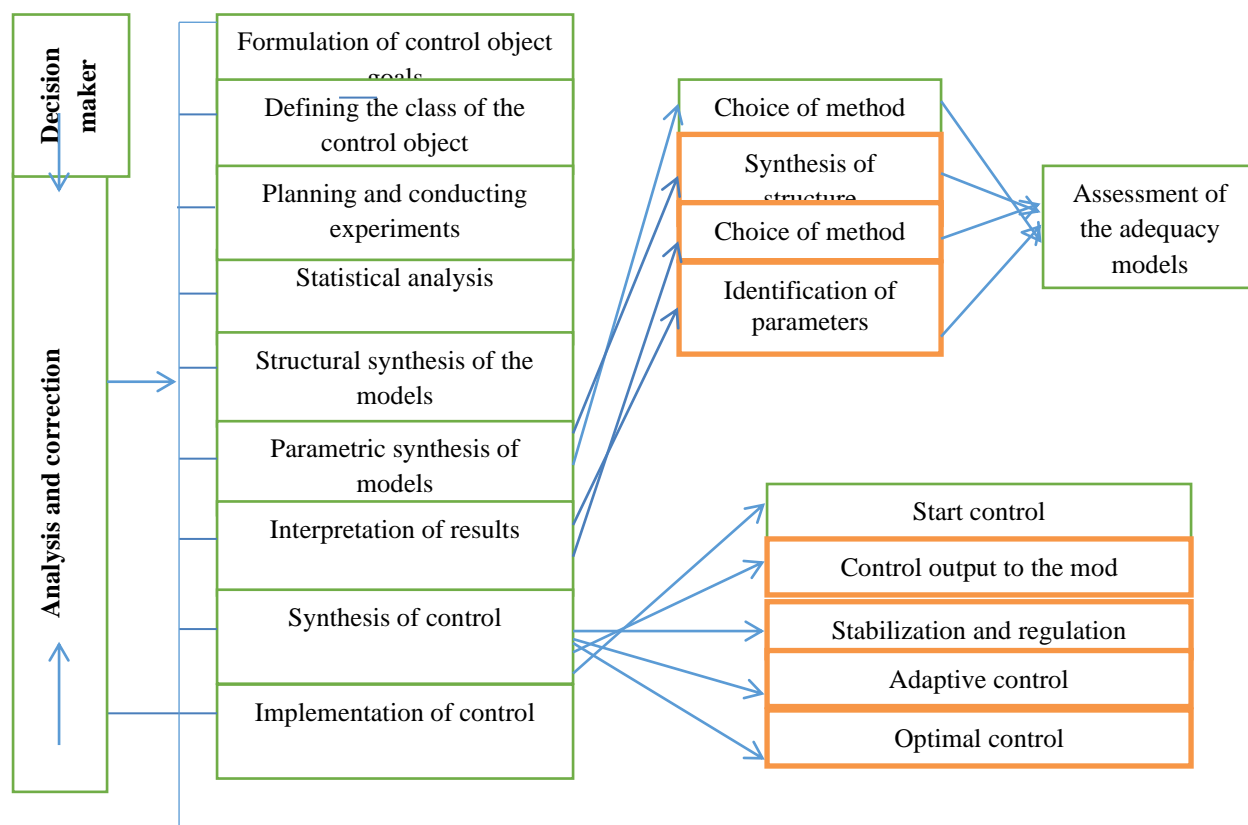 Decision
maker
Analysis and correction
Formulation of control object
goals
Defining the class of the
control object
Planning and conducting
experiments
Statistical analysis
Structural synthesis of the
models
Parametric synthesis of
models
Interpretation of results
Synthesis of control
Implementation of control
Choice of method
Synthesis of
structure
Choice of method
Identification of
parameters
Assessment of
the adequacy
models
Start control
Control output to the mod
Stabilization and regulation
Adaptive control
Optimal control